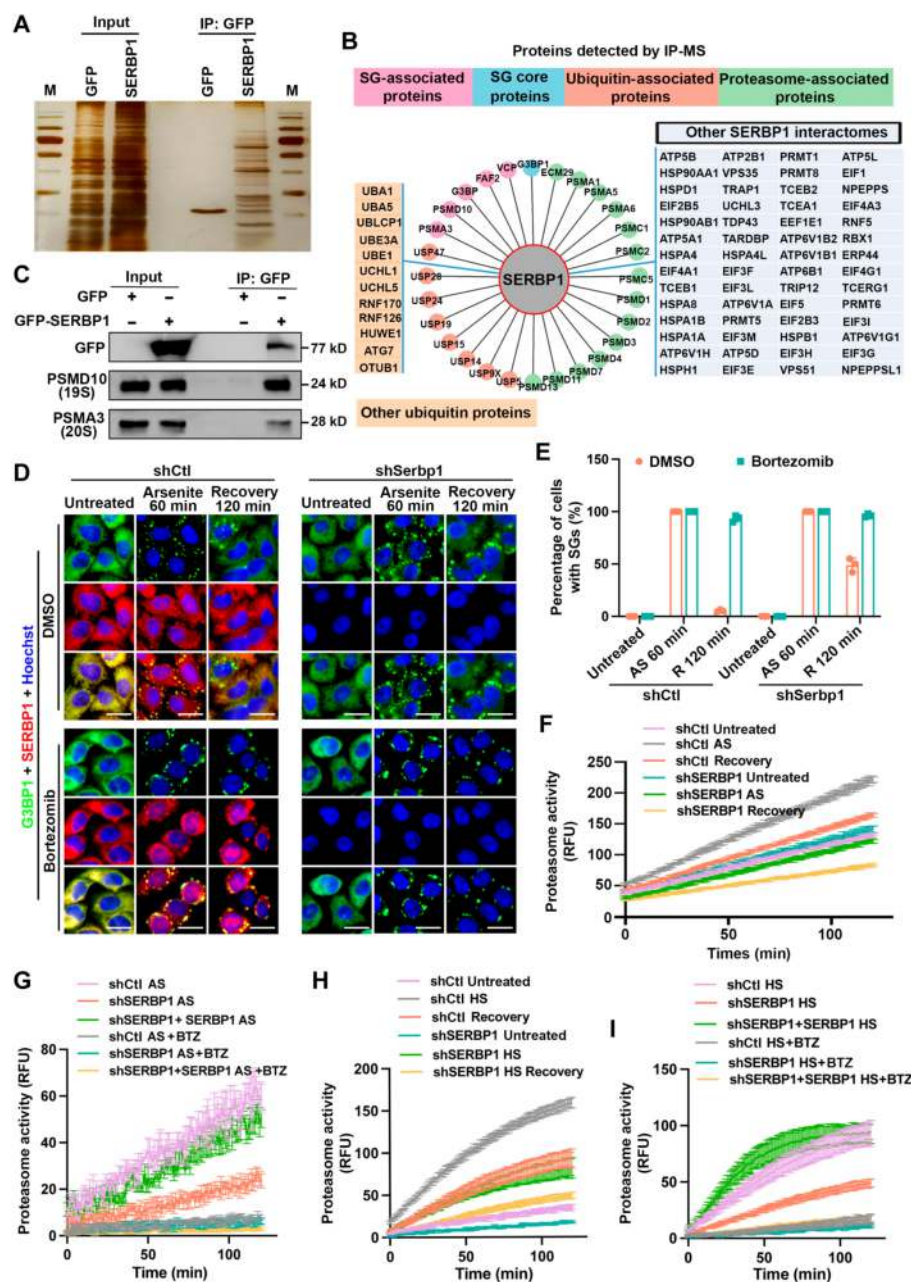 A
Input
IP: GFP
M
GFP
SERBP1
GFP
SERBP1
M
B
Proteins detected by IP-MS
SG-associated proteins
SG core proteins
Ubiquitin-associated proteins
Proteasome-associated proteins
Other SERBP1 interactomes
ATP5B ATP2B1 PRMT1 ATP5L
HSP90AA1 VPS35 PRMT8 EIF1
HSPD1 TRAP1 TCEB2 NPEPPS
EIF2B5 UCHL3 TCEA1 EIF4A3
HSP90AB1 TDP43 EEF1E1 RNF5
ATP5A1 TARDBP ATP6V1B2 RBX1
HSPA4 HSPA4L ATP6V1B1 ERP44
EIF4A1 EIF3F ATP6B1 EIF4G1
TCEB1 EIF3L TRIP12 TCERG1
HSPA8 ATP6V1A EIF5 PRMT6
HSPA1B PRMT5 EIF2B3 EIF3I
HSPA1A EIF3M HSPB1 ATP6V1G1
ATP6V1H ATP5D EIF3H EIF3G
HSPH1 EIF3E VPS51 NPEPPSL1
UBA1
UBA5
UBLCP1
UBE3A
UBE1
UCHL1
UCHL5
RNF170
RNF126
HUWE1
ATG7
OTUB1
Other ubiquitin proteins
SERBP1
G3BP1
ECM29
PSMA1
PSMA5
PSMA6
PSMC1
PSMC2
PSMC5
PSMD1
PSMD2
PSMD3
PSMD4
PSMD7
PSMD11
PSMD13
USP5
USP9X
USP14
USP15
USP19
USP24
USP28
USP47
PSMA3
PSMD10
G3BP
FAF2
VCP
C
Input
IP: GFP
GFP + – + –
GFP-SERBP1 – + – +
GFP
77 kD
PSMD10
(19S)
24 kD
PSMA3
(20S)
28 kD
D
shCtl
shSerbp1
Untreated
Arsenite 60 min
Recovery 120 min
Untreated
Arsenite 60 min
Recovery 120 min
G3BP1 + SERBP1 + Hoechst
DMSO
Bortezomib
E
DMSO
Bortezomib
Percentage of cells
with SGs (%)
150
100
50
0
Untreated
AS 60 min
R 120 min
Untreated
AS 60 min
R 120 min
shCtl
shSerbp1
F
shCtl Untreated
shCtl AS
shCtl Recovery
shSERBP1 Untreated
shSERBP1 AS
shSERBP1 Recovery
Proteasome activity
(RFU)
250
200
150
100
50
0
0 50 100
Times (min)
G
shCtl AS
shSERBP1 AS
shSERBP1+ SERBP1 AS
shCtl AS +BTZ
shSERBP1 AS+BTZ
shSERBP1+SERBP1 AS +BTZ
Proteasome activity (RFU)
80
60
40
20
0
0 50 100
Time (min)
H
shCtl Untreated
shCtl HS
shCtl Recovery
shSERBP1 Untreated
shSERBP1 HS
shSERBP1 HS Recovery
Proteasome activity
(RFU)
200
150
100
50
0
0 50 100
Time (min)
I
shCtl HS
shSERBP1 HS
shSERBP1+SERBP1 HS
shCtl HS+BTZ
shSERBP1 HS+BTZ
shSERBP1+SERBP1 HS+BTZ
Proteasome activity
(RFU)
150
100
50
0
0 50 100
Time (min)